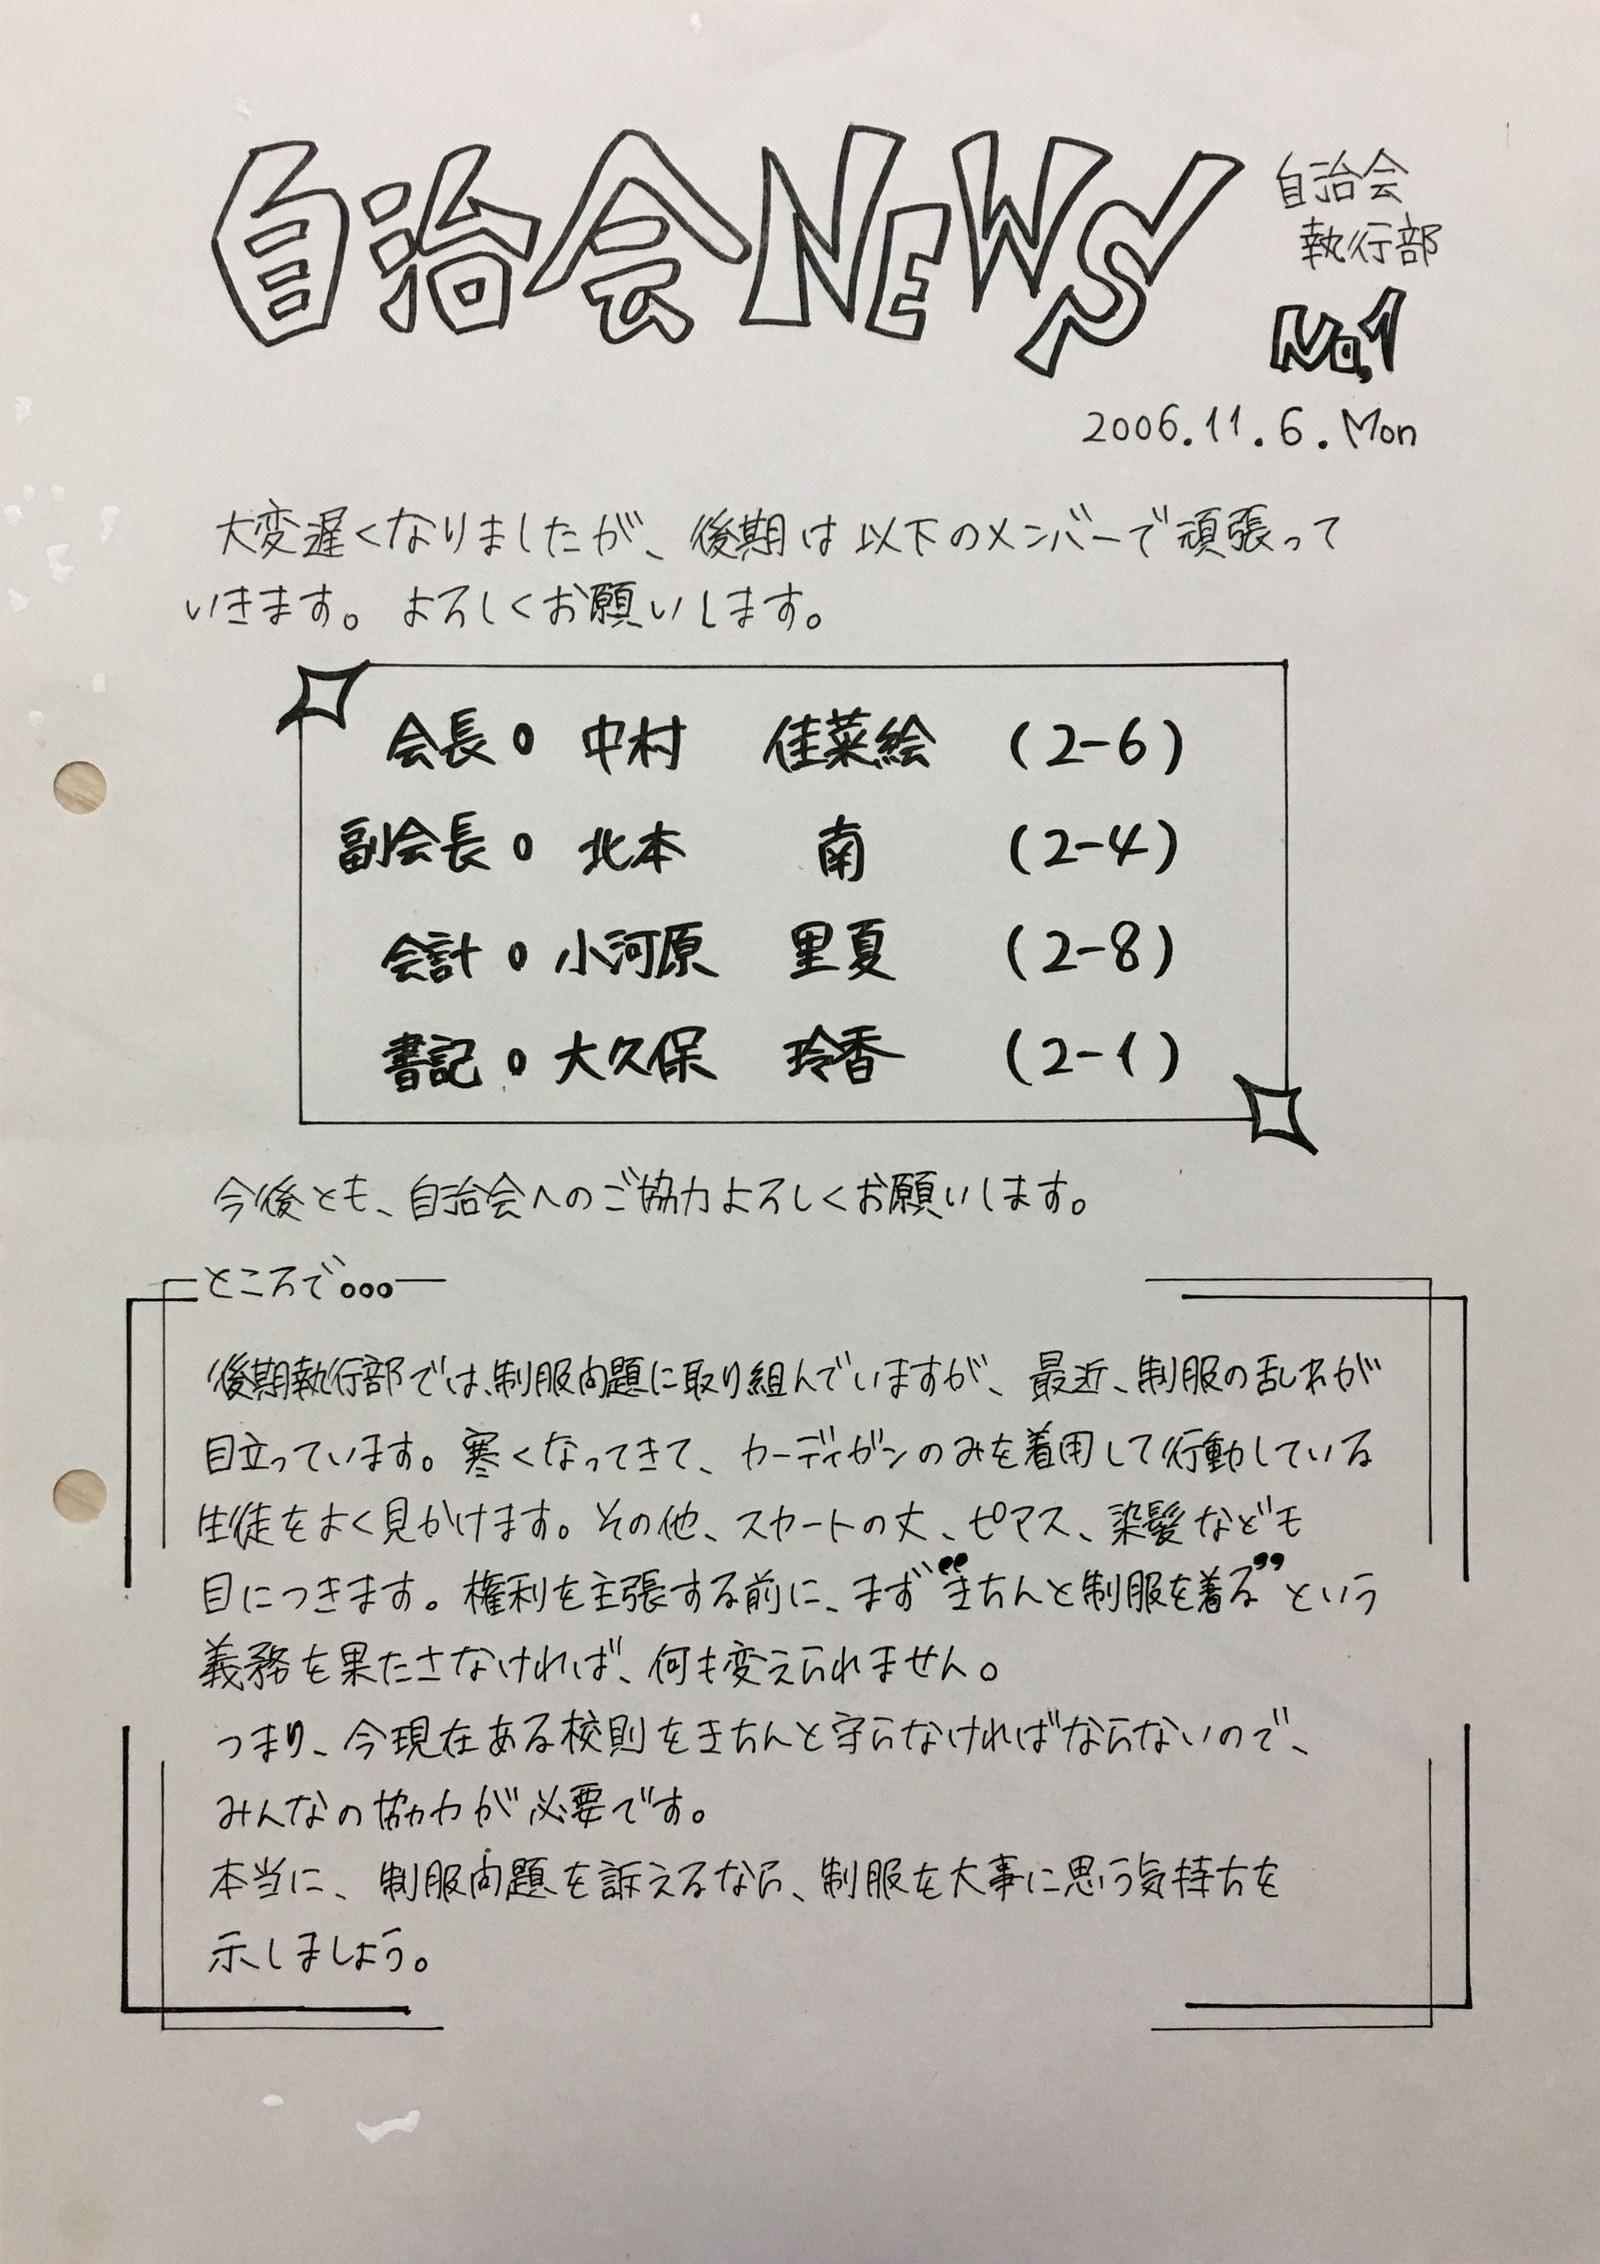 自治会NEWS
自治会
執行部
No.1
2006.11.6.Mon
大変遅くなりましたが、後期は以下のメンバーで頑張って
いきます。よろしくお願いします。
会長。中村 佳菜絵 (2-6)
副会長。北本 南 (2-4)
会計。小河原 里夏 (2-8)
書記。大久保 玲香 (2-1)
今後とも、自治会へのご協力よろしくお願いします。
ところで。。。
後期執行部では、制服問題に取り組んでいますが、最近、制服の乱れが
目立っています。寒くなってきて、カーディガンのみを着用して行動している
生徒をよく見かけます。その他、スカートの丈、ピアス、染髪なども
目につきます。権利を主張する前に、まず“きちんと制服を着る”という
義務を果たさなければ、何も変えられません。
つまり、今現在ある校則をきちんと守らなければならないので、
みんなの協力が必要です。
本当に、制服問題を訴えるなら、制服を大事に思う気持ちを
示しましょう。